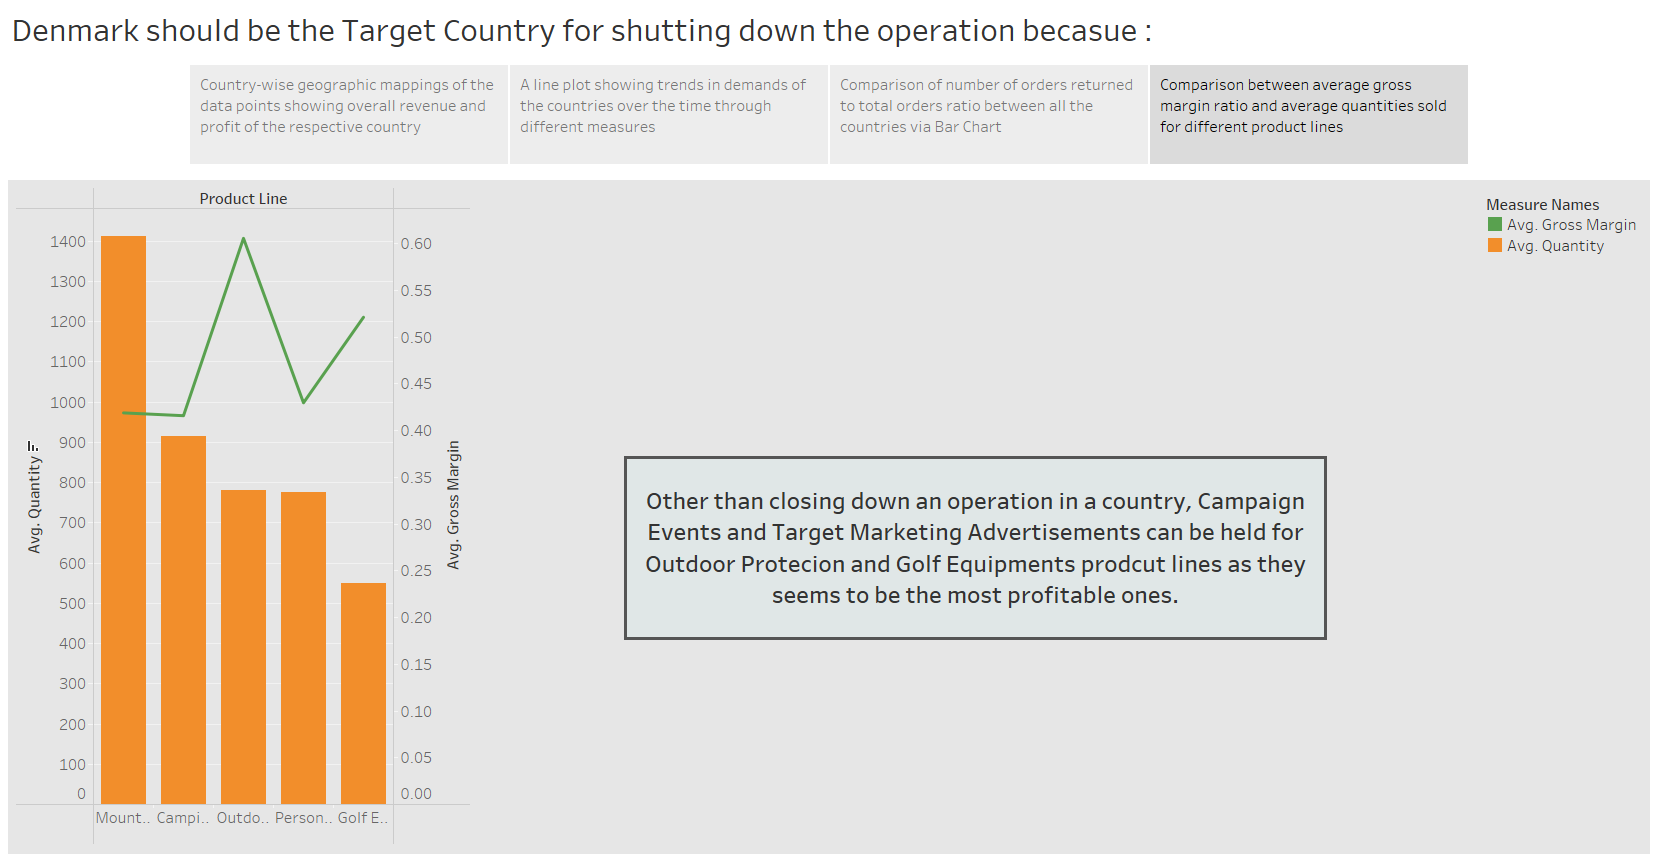 Denmark should be the Target Country for shutting down the operation becasue :
Country-wise geographic mappings of the
data points showing overall revenue and
profit of the respective country
A line plot showing trends in demands of
the countries over the time through
different measures
Comparison of number of orders returned
to total orders ratio between all the
countries via Bar Chart
Comparison between average gross
margin ratio and average quantities sold
for different product lines
Product Line
1400
1300
1200
1100
1000
900
800
700
600
500
400
300
200
100
0
Avg. Quantity
0.60
0.55
0.50
0.45
0.40
0.35
0.30
0.25
0.20
0.15
0.10
0.05
0.00
Avg. Gross Margin
Mount.. Campi.. Outdo.. Person.. Golf E..
Measure Names
Avg. Gross Margin
Avg. Quantity
Other than closing down an operation in a country, Campaign
Events and Target Marketing Advertisements can be held for
Outdoor Protecion and Golf Equipments prodcut lines as they
seems to be the most profitable ones.